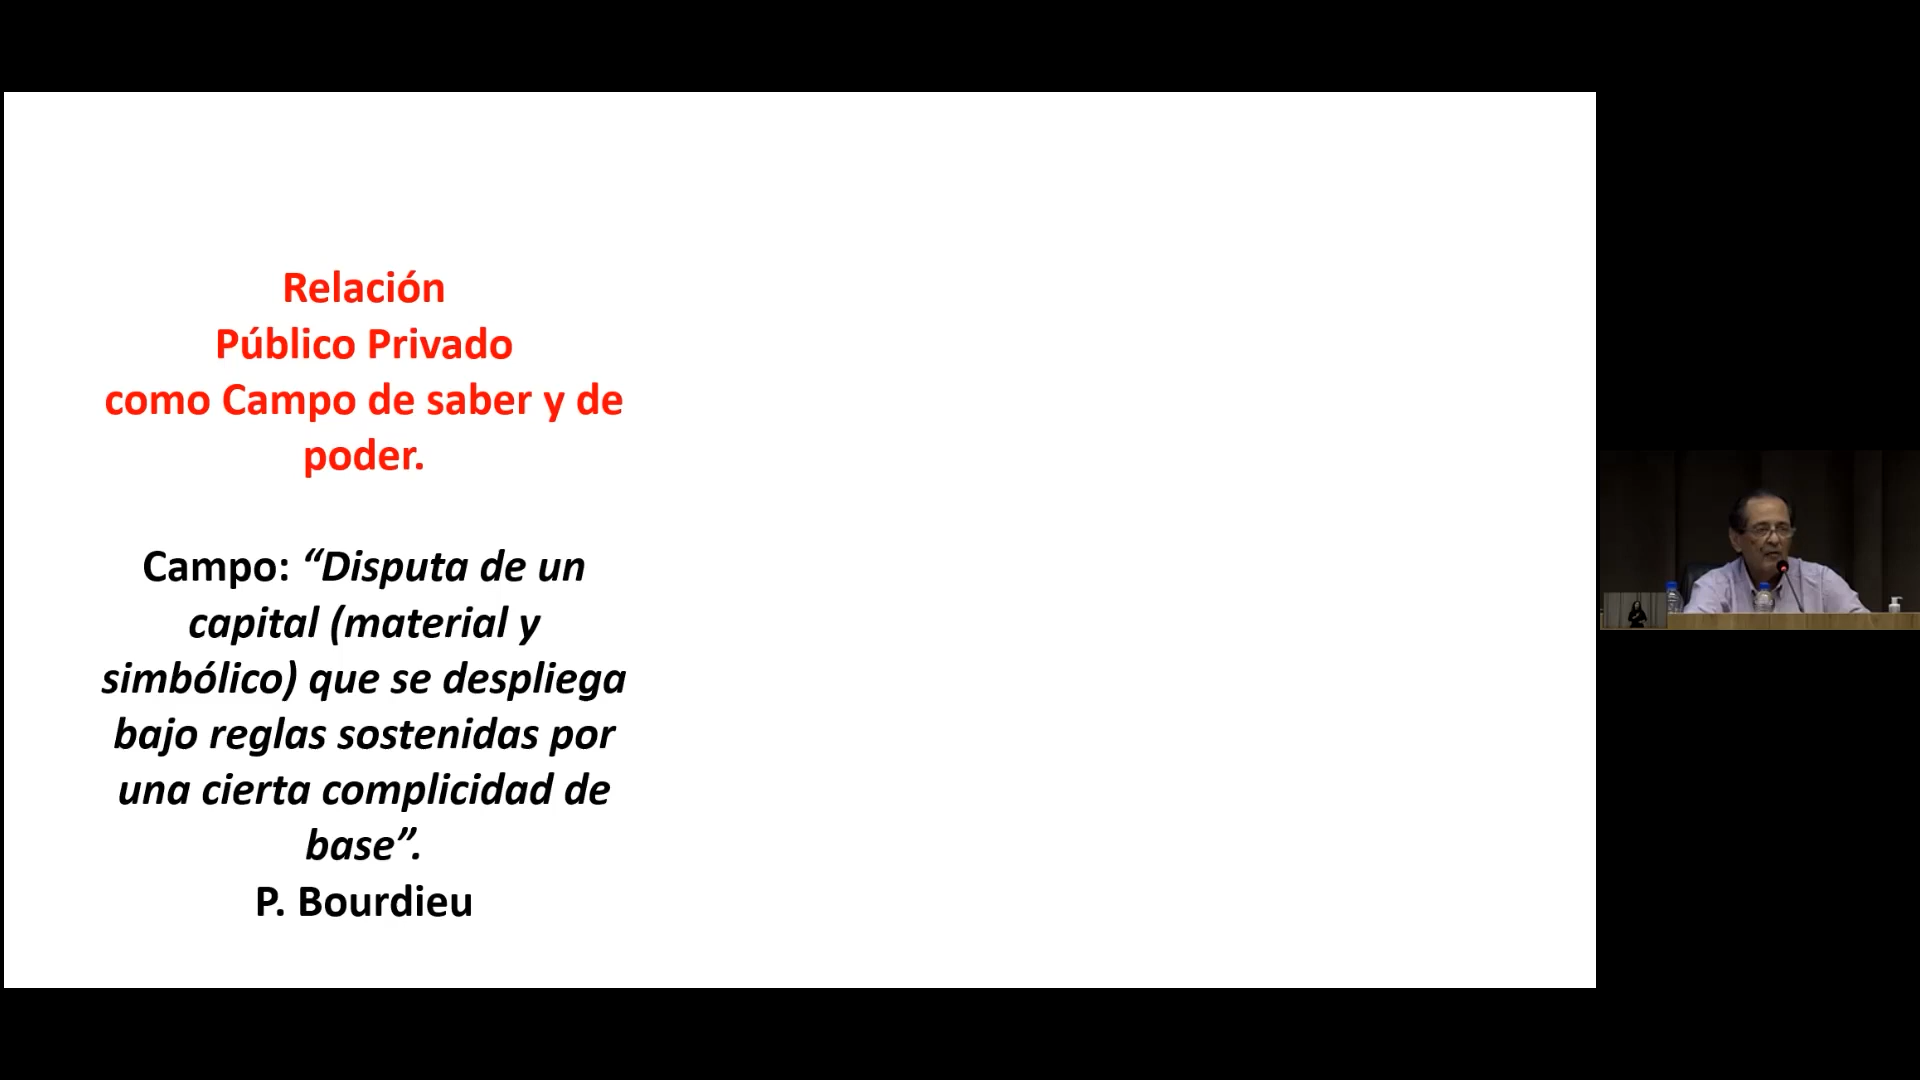 Relación
Público Privado
como Campo de saber y de
poder.
Campo: “Disputa de un
capital (material y
simbólico) que se despliega
bajo reglas sostenidas por
una cierta complicidad de
base”.
P. Bourdieu